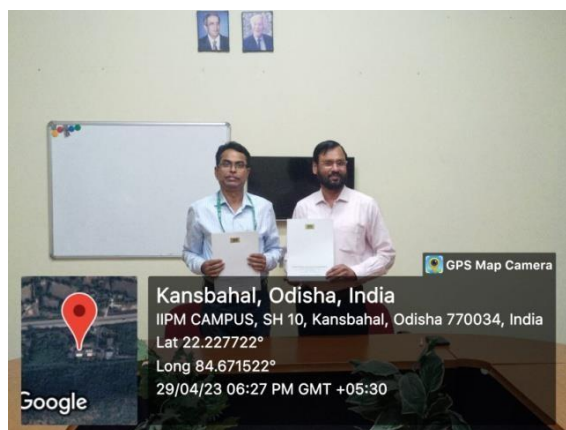 GPS Map Camera
Kansbahal, Odisha, India
IIPM CAMPUS, SH 10, Kansbahal, Odisha 770034, India
Lat 22.227722°
Long 84.671522°
29/04/23 06:27 PM GMT +05:30
Google